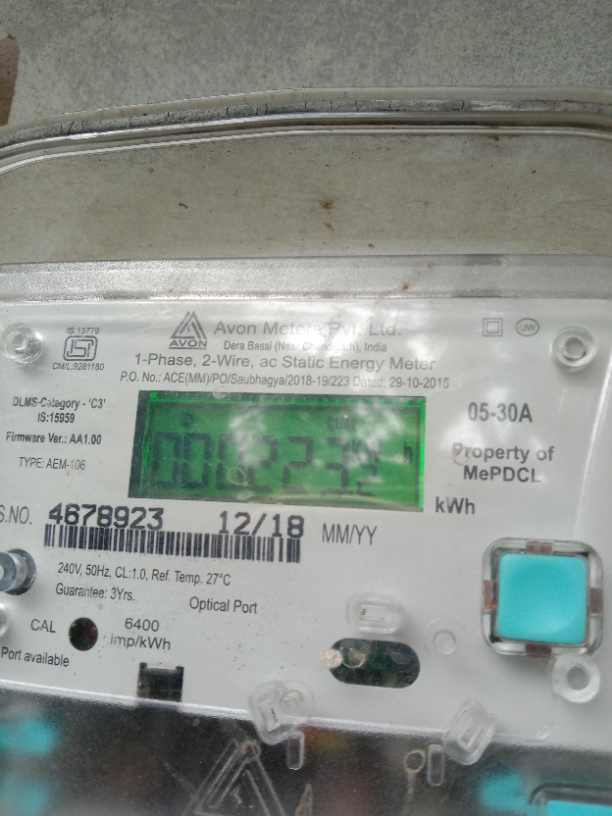 IS:13779
CM/L:9281180
AVON
Avon Meters Pvt. Ltd.
Dera Bassi (Near Chandigarh), India
1-Phase, 2-Wire, ac Static Energy Meter
P.O. No.: ACE(MM)/PO/Saubhagya/2018-19/223 Dated: 29-10-2018
DLMS-Category - 'C3'
IS:15959
Firmware Ver.: AA1.00
TYPE: AEM-106
CUM
kW h
05-30A
Property of
MePDCL
kWh
S.NO. 4678923 12/18 MM/YY
240V, 50Hz, CL:1.0, Ref. Temp. 27°C
Guarantee: 3Yrs.
Optical Port
CAL
6400
imp/kWh
Port available
AVON